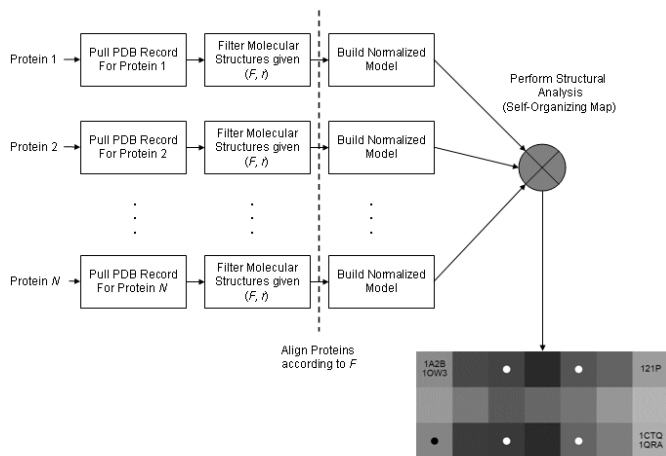 Protein 1
Pull PDB Record
For Protein 1
Filter Molecular
Structures given
(F, t)
Build Normalized
Model
Perform Structural
Analysis
(Self-Organizing Map)
Protein 2
Pull PDB Record
For Protein 2
Filter Molecular
Structures given
(F, t)
Build Normalized
Model
Protein N
Pull PDB Record
For Protein N
Filter Molecular
Structures given
(F, t)
Build Normalized
Model
Align Proteins
according to F
1A2B
1OW3
121P
1CTQ
1QRA